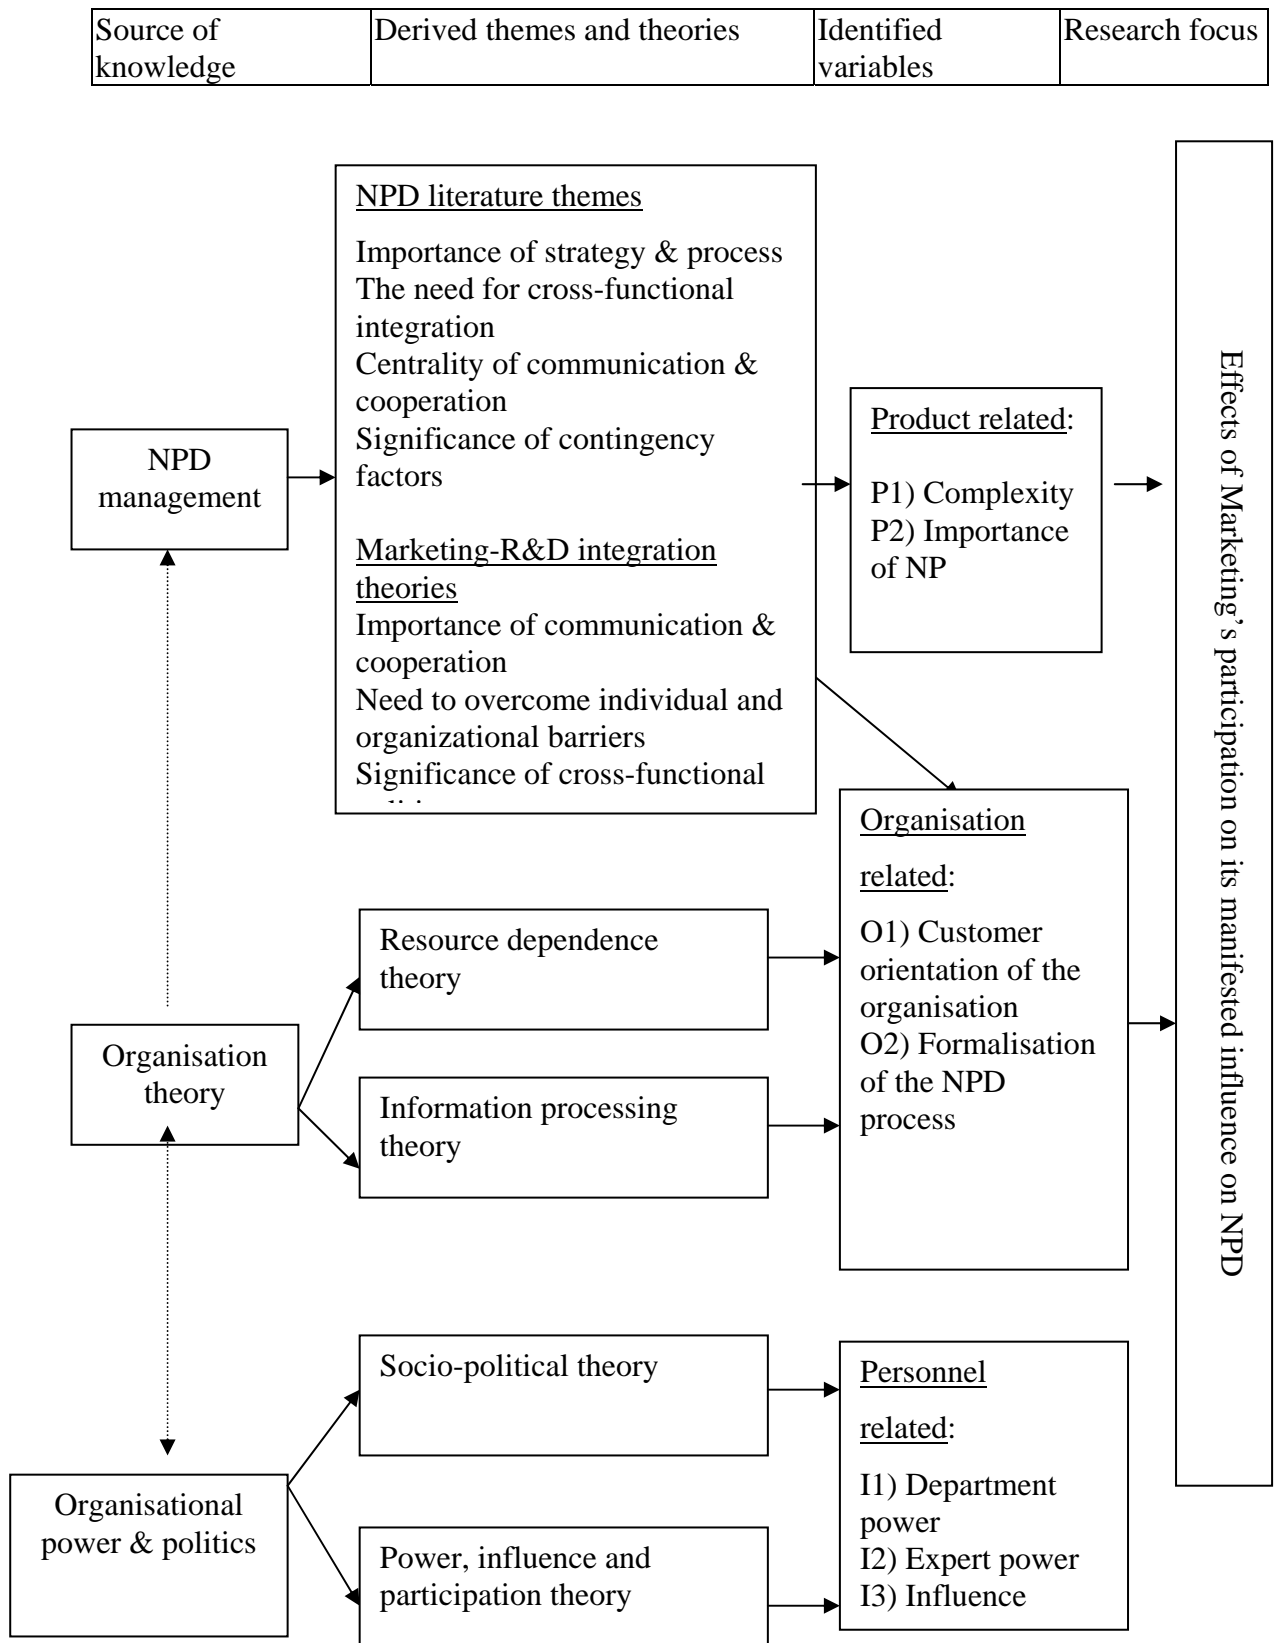 Source of
knowledge
Derived themes and theories
Identified
variables
Research focus
NPD literature themes
Importance of strategy & process
The need for cross-functional
integration
Centrality of communication &
cooperation
Significance of contingency
factors
Marketing-R&D integration
theories
Importance of communication &
cooperation
Need to overcome individual and
organizational barriers
Significance of cross-functional
NPD
management
Product related:
P1) Complexity
P2) Importance
of NP
Effects of Marketing’s participation on its manifested influence on NPD
Organisation
related:
O1) Customer
orientation of the
organisation
O2) Formalisation
of the NPD
process
Resource dependence
theory
Organisation
theory
Information processing
theory
Socio-political theory
Personnel
related:
I1) Department
power
I2) Expert power
I3) Influence
Organisational
power & politics
Power, influence and
participation theory